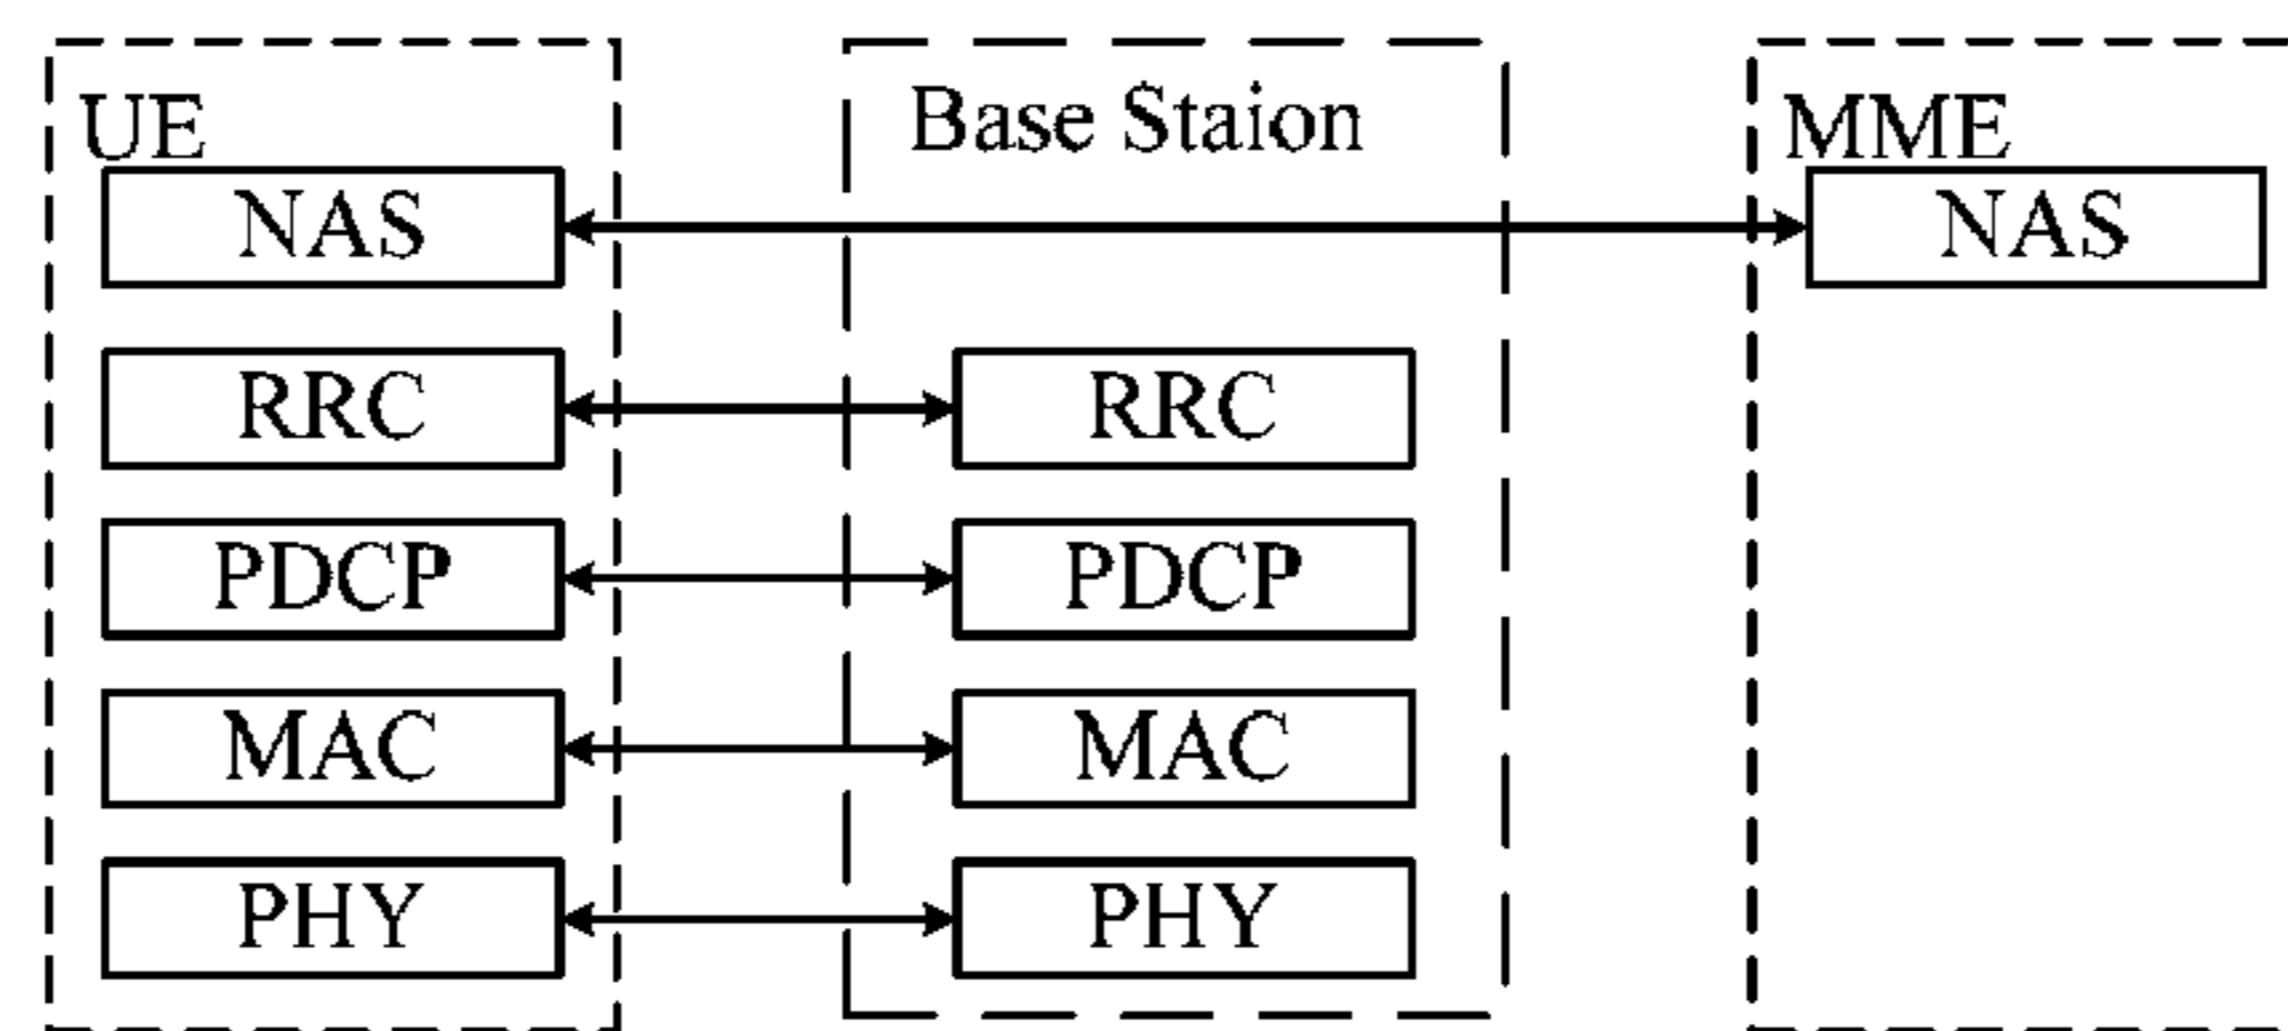 UE
Base Staion
MME
NAS
NAS
RRC
RRC
PDCP
PDCP
MAC
MAC
PHY
PHY